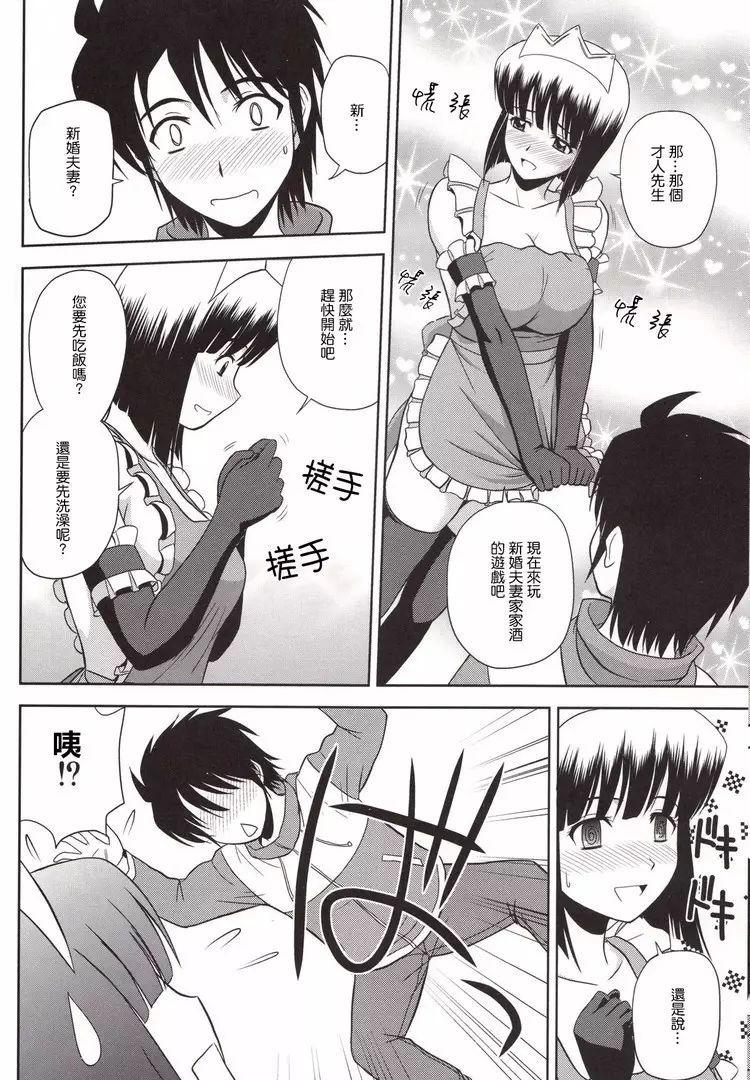 那…那個
才人先生
慌張
慌張
慌張
慌張
現在來玩
新婚夫妻家家酒
的遊戲吧
新…
新婚夫妻？
那麼就…
趕快開始吧
搓手
搓手
您要先吃飯嗎？
還是要先洗澡呢？
ドキ
ドキ
還是說…
咦!?